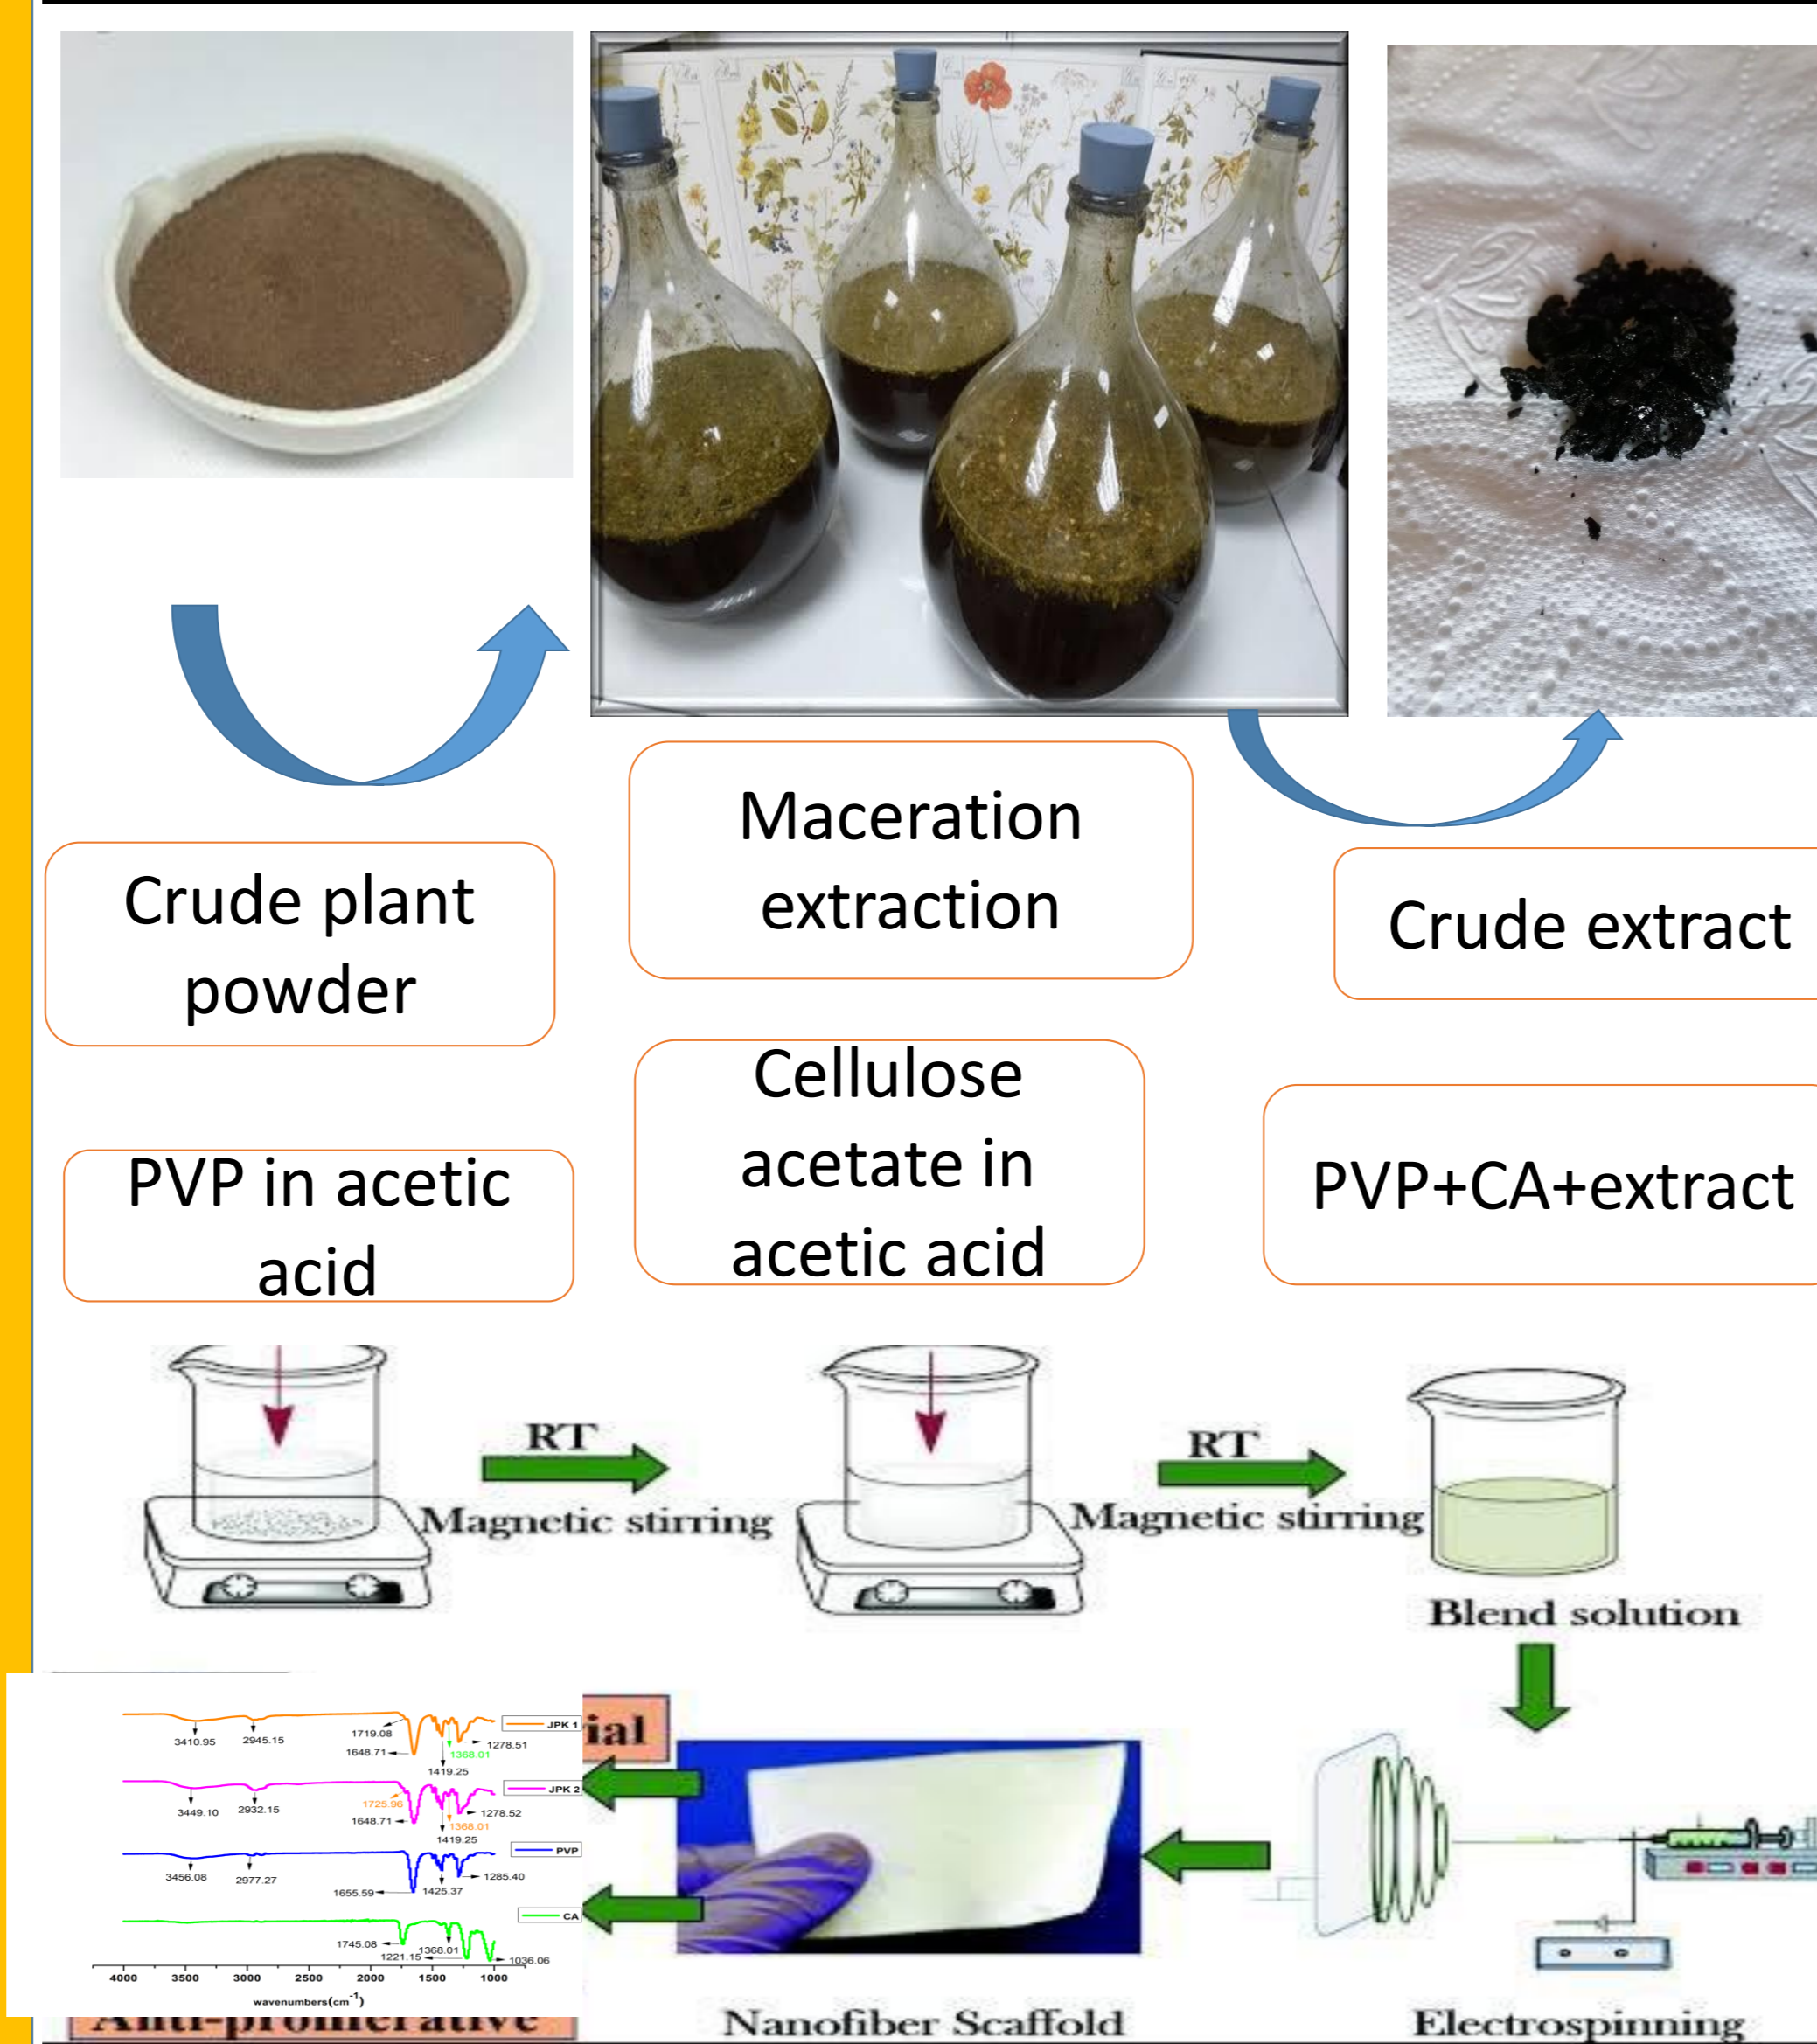 Crude plant
powder
Maceration
extraction
Crude extract
PVP in acetic
acid
Cellulose
acetate in
acetic acid
PVP+CA+extract
RT
Magnetic stirring
RT
Magnetic stirring
Blend solution
ial
JPK 1
3410.95
2945.15
1719.08
1648.71
1419.25
1368.01
1278.51
JPK 2
3449.10
2932.15
1725.96
1648.71
1419.25
1368.01
1278.52
PVP
3456.08
2977.27
1655.59
1425.37
1285.40
CA
1745.08
1221.15
1368.01
1036.06
4000 3500 3000 2500 2000 1500 1000
wavenumbers(cm-1)
Anti-proliferative
Nanofiber Scaffold
Electrospinning